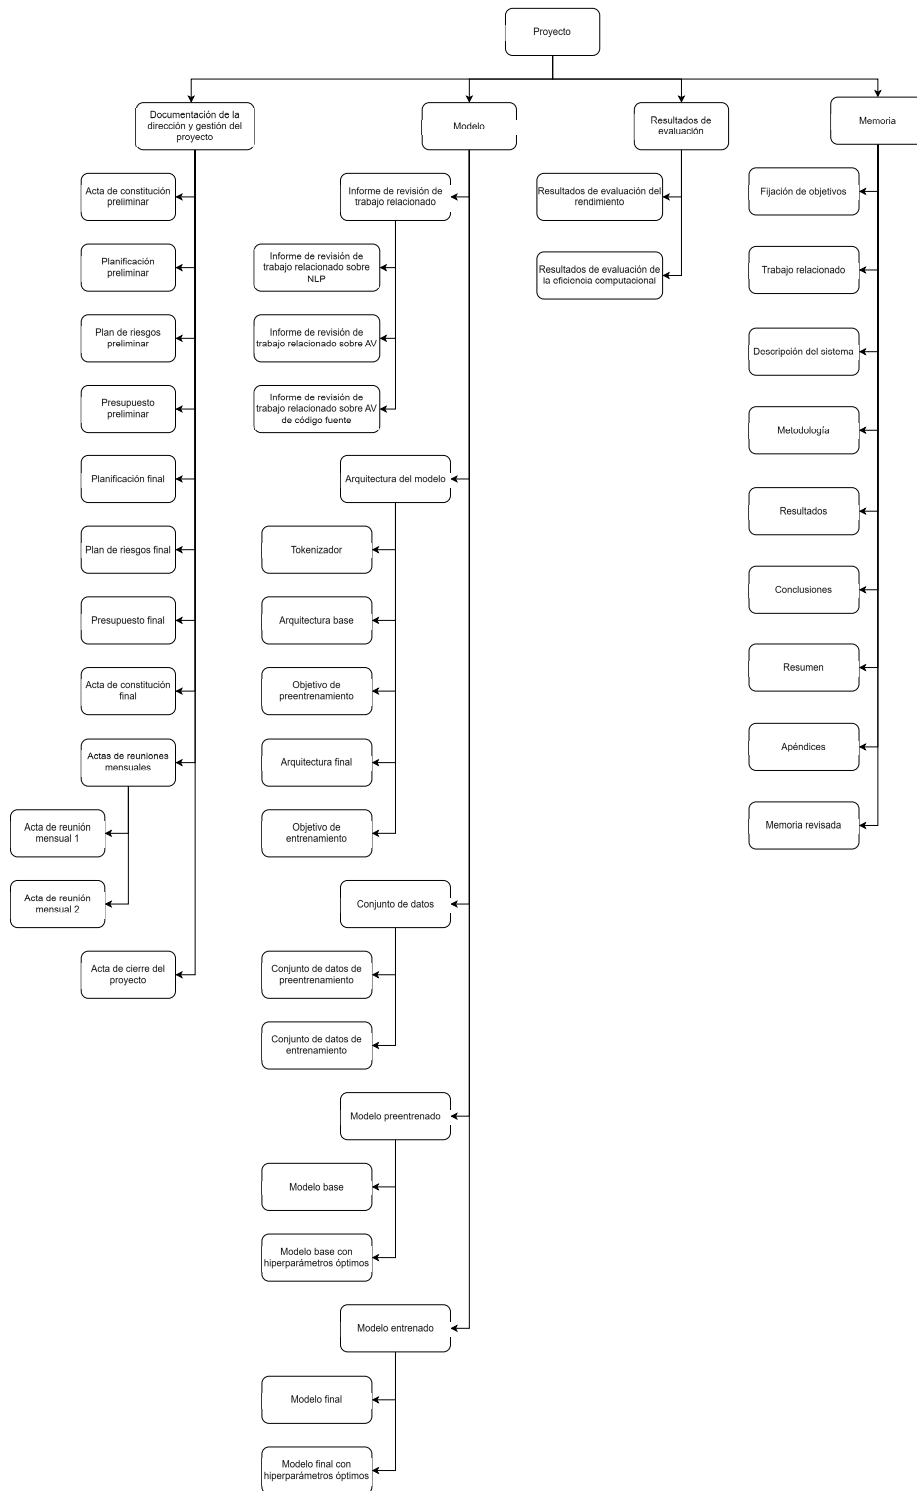 Proyecto
Documentación de la
dirección y gestión del
proyecto
Modelo
Resultados de
evaluación
Memoria
Acta de constitución
preliminar
Planificación
preliminar
Plan de riesgos
preliminar
Presupuesto
preliminar
Planificación final
Plan de riesgos final
Presupuesto final
Acta de constitución
final
Actas de reuniones
mensuales
Acta de reunión
mensual 1
Acta de reunión
mensual 2
Acta de cierre del
proyecto
Informe de revisión de
trabajo relacionado
Informe de revisión de
trabajo relacionado sobre
NLP
Informe de revisión de
trabajo relacionado sobre AV
Informe de revisión de
trabajo relacionado sobre AV
de código fuente
Arquitectura del modelo
Tokenizador
Arquitectura base
Objetivo de
preentrenamiento
Arquitectura final
Objetivo de
entrenamiento
Conjunto de datos
Conjunto de datos de
preentrenamiento
Conjunto de datos de
entrenamiento
Modelo preentrenado
Modelo base
Modelo base con
hiperparámetros óptimos
Modelo entrenado
Modelo final
Modelo final con
hiperparámetros óptimos
Resultados de evaluación del
rendimiento
Resultados de evaluación de
la eficiencia computacional
Fijación de objetivos
Trabajo relacionado
Descripción del sistema
Metodología
Resultados
Conclusiones
Resumen
Apéndices
Memoria revisada